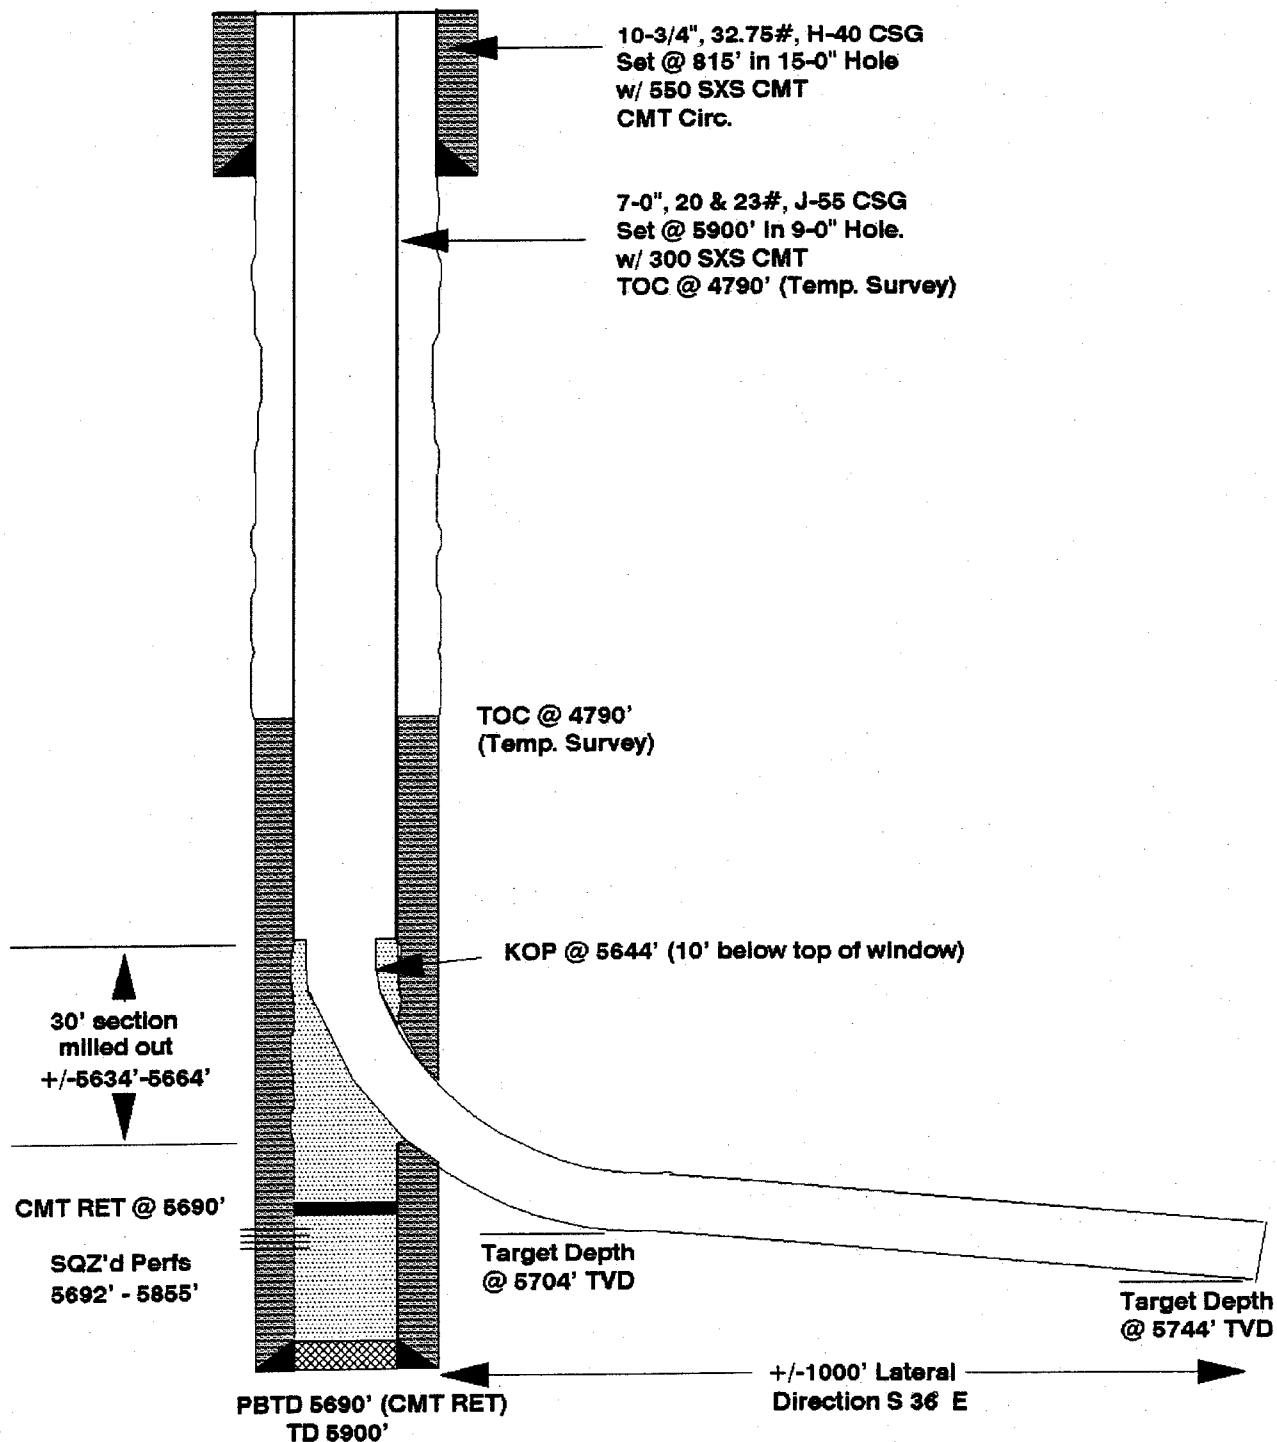 10-3/4", 32.75#, H-40 CSG
Set @ 815' in 15-0" Hole
w/ 550 SXS CMT
CMT Circ.
7-0", 20 & 23#, J-55 CSG
Set @ 5900' in 9-0" Hole.
w/ 300 SXS CMT
TOC @ 4790' (Temp. Survey)
TOC @ 4790'
(Temp. Survey)
KOP @ 5644' (10' below top of window)
30' section
milled out
+/-5634'-5664'
CMT RET @ 5690'
SQZ'd Perfs
5692' - 5855'
Target Depth
@ 5704' TVD
Target Depth
@ 5744' TVD
+/-1000' Lateral
Direction S 36 E
PBTD 5690' (CMT RET)
TD 5900'